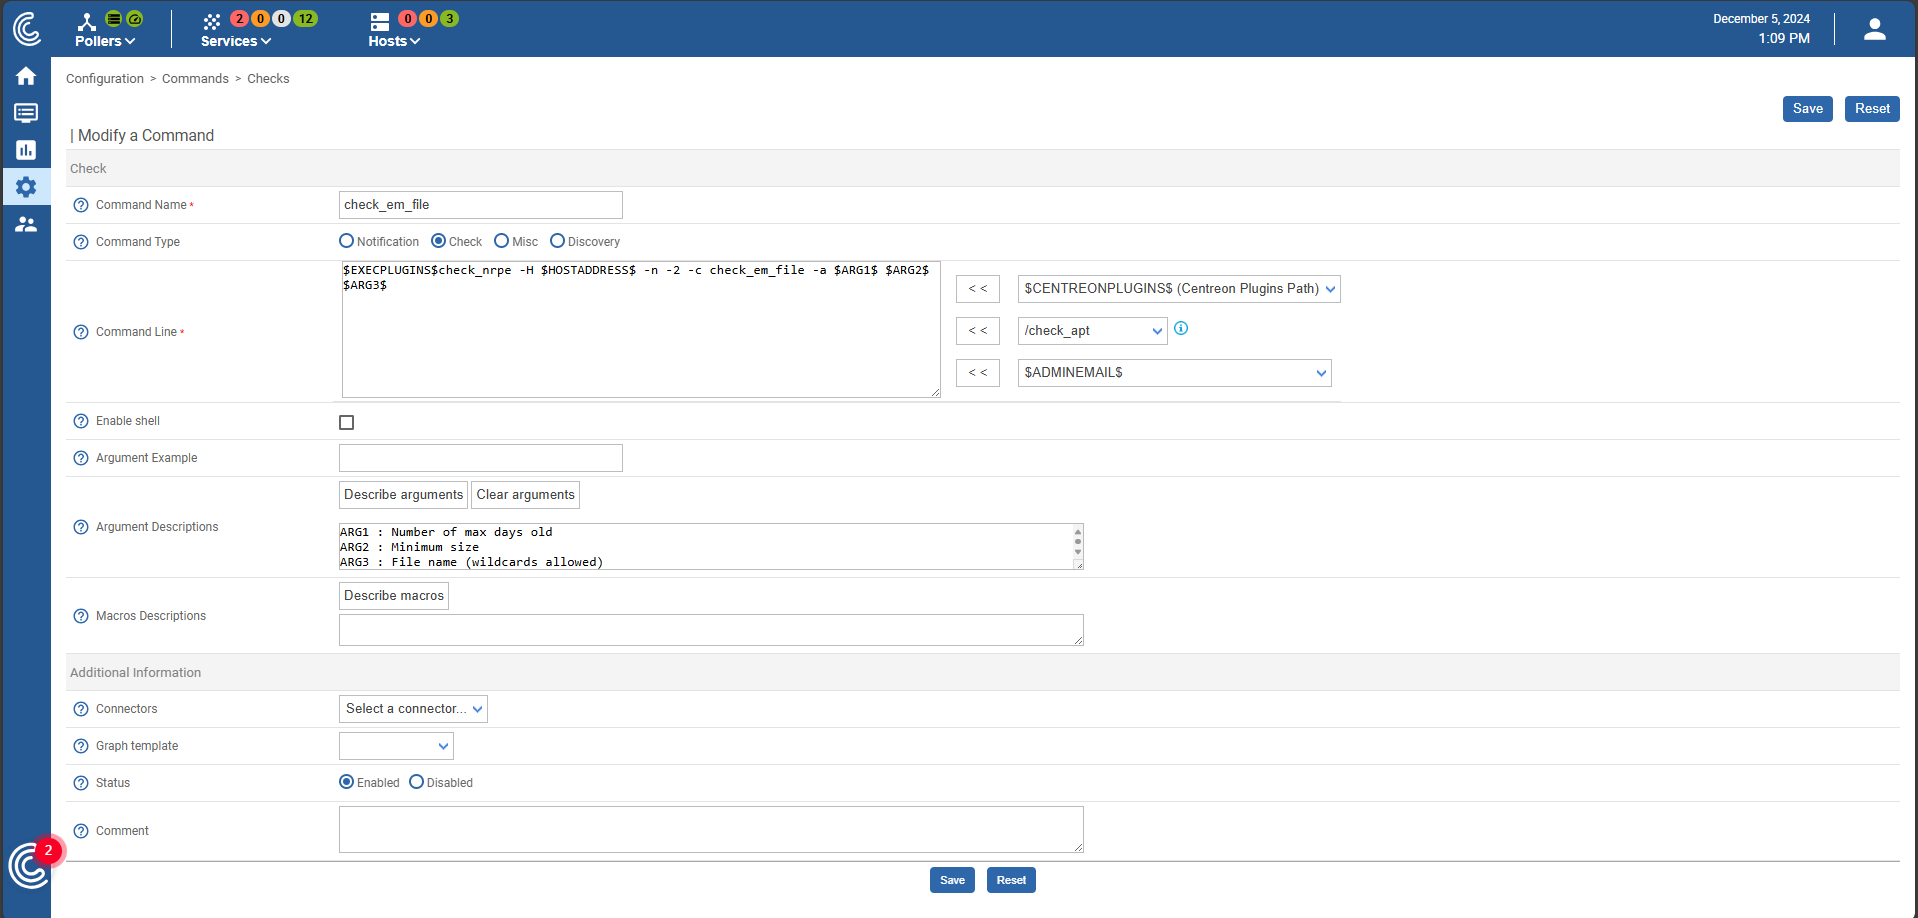 Pollers
2 0 0 12
Services
0 0 3
Hosts
December 5, 2024
1:09 PM
Configuration > Commands > Checks
Save Reset
| Modify a Command
Check
Command Name *
check_em_file
Command Type
Notification Check Misc Discovery
Command Line *
$EXECPLUGINS$check_nrpe -H $HOSTADDRESS$ -n -2 -c check_em_file -a $ARG1$ $ARG2$
$ARG3$
<< $CENTREONPLUGINS$ (Centreon Plugins Path)
<< /check_apt
<< $ADMINEMAIL$
Enable shell
Argument Example
Argument Descriptions
Describe arguments Clear arguments
ARG1 : Number of max days old
ARG2 : Minimum size
ARG3 : File name (wildcards allowed)
Macros Descriptions
Describe macros
Additional Information
Connectors Select a connector...
Graph template
Status Enabled Disabled
Comment
2
Save Reset